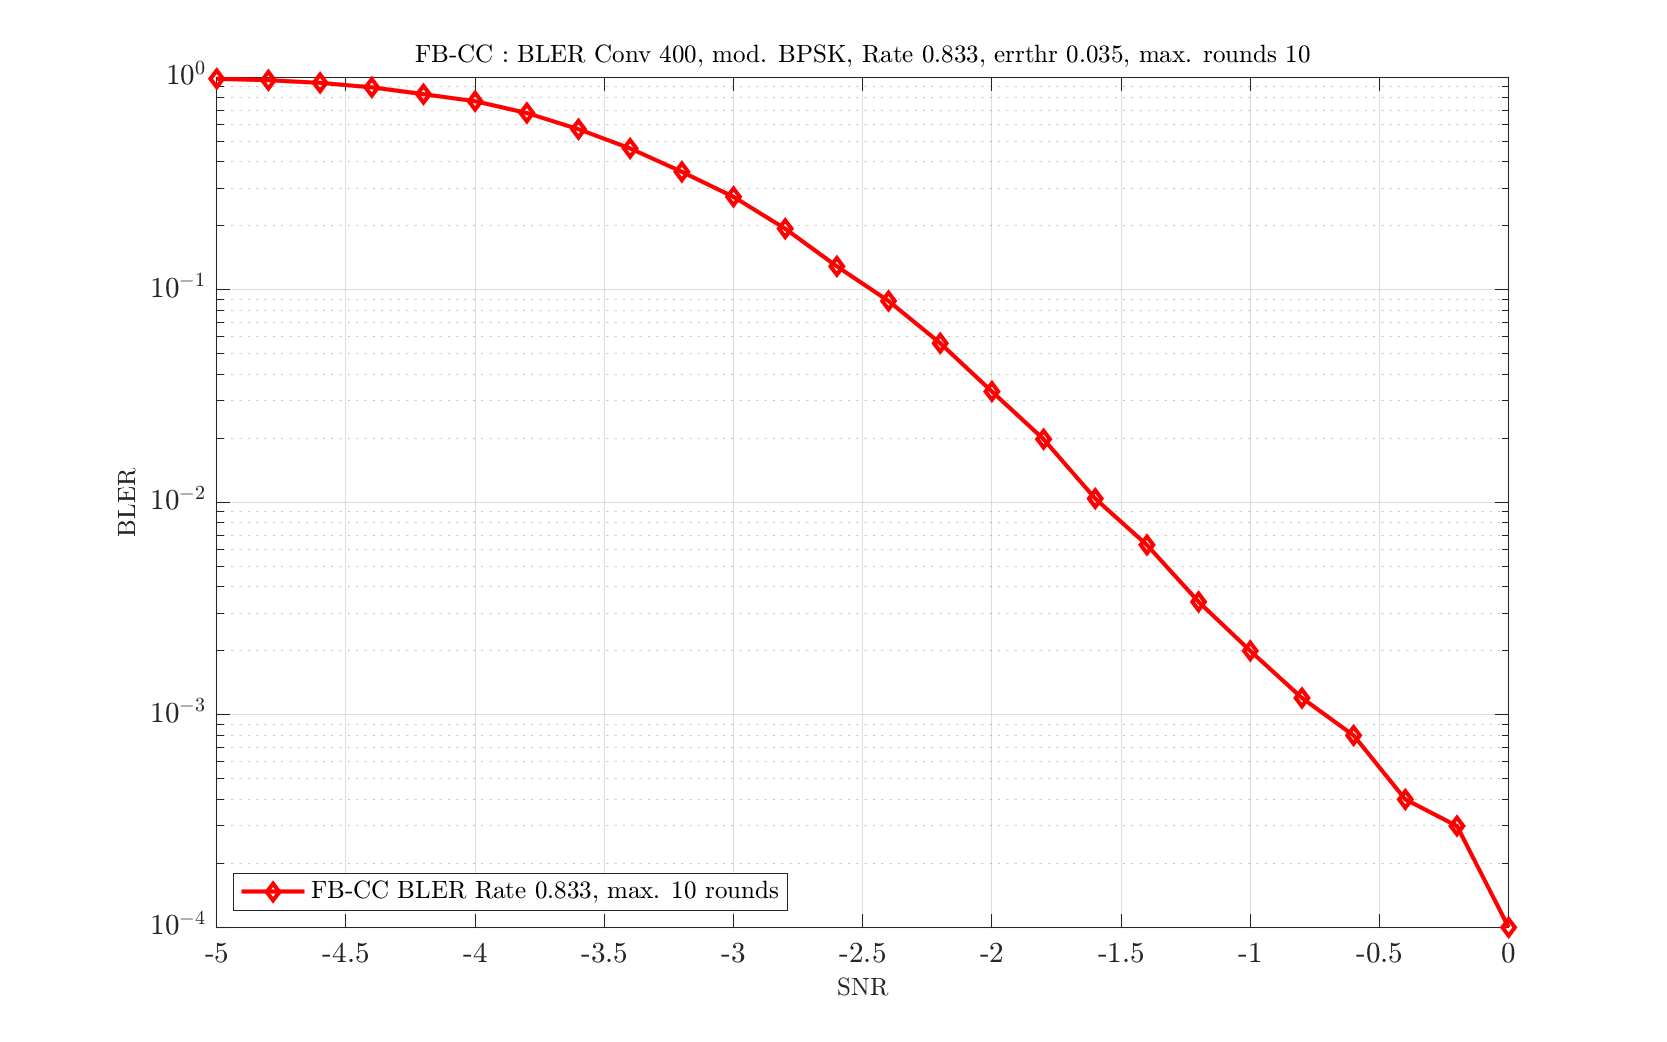 FB-CC : BLER Conv 400, mod. BPSK, Rate 0.833, errthr 0.035, max. rounds 10
10^0
10^{-1}
10^{-2}
10^{-3}
10^{-4}
BLER
FB-CC BLER Rate 0.833, max. 10 rounds
-5 -4.5 -4 -3.5 -3 -2.5 -2 -1.5 -1 -0.5 0
SNR